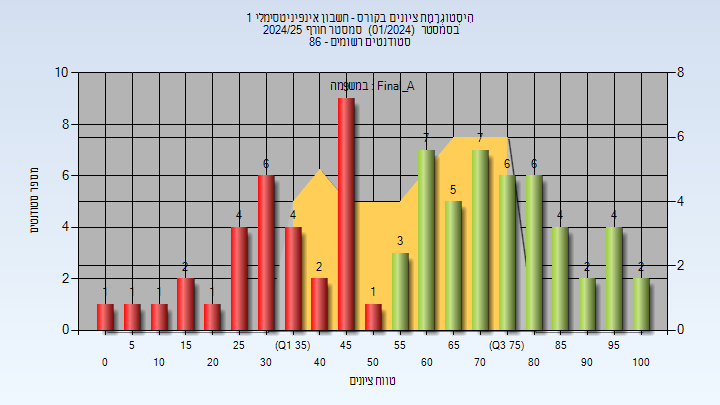 היסטוגרמת ציונים בקורס - חשבון אינפיניטסימלי 1
בסמסטר (01/2024) סמסטר חורף 2024/25
סטודנטים רשומים - 86
במשימה : Final_A
10
8
6
4
2
0
8
6
4
2
0
מספר סטודנטים
1 1 1 2 1 4 6 4 2 9 1 3 7 5 7 6 6 4 2 4 2
5 15 25 (Q1 35) 45 55 65 (Q3 75) 85 95
0 10 20 30 40 50 60 70 80 90 100
טווח ציונים